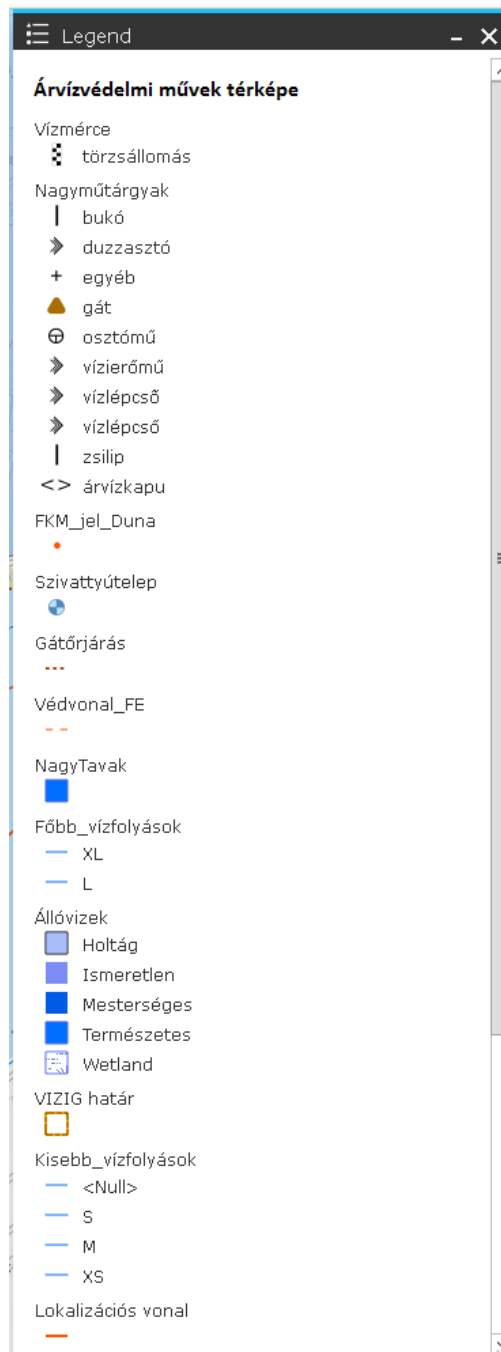 Legend
Árvízvédelmi művek térképe
Vízmérce
törzsállomás
Nagyműtárgyak
bukó
duzzasztó
egyéb
gát
osztómű
vízierőmű
vízlépcsõ
vízlépcső
zsilip
árvízkapu
FKM_jel_Duna
Szivattyútelep
Gátőrjárás
Védvonal_FE
NagyTavak
Főbb_vízfolyások
XL
L
Állóvizek
Holtág
Ismeretlen
Mesterséges
Természetes
Wetland
VIZIG határ
Kisebb_vízfolyások
<Null>
S
M
XS
Lokalizációs vonal